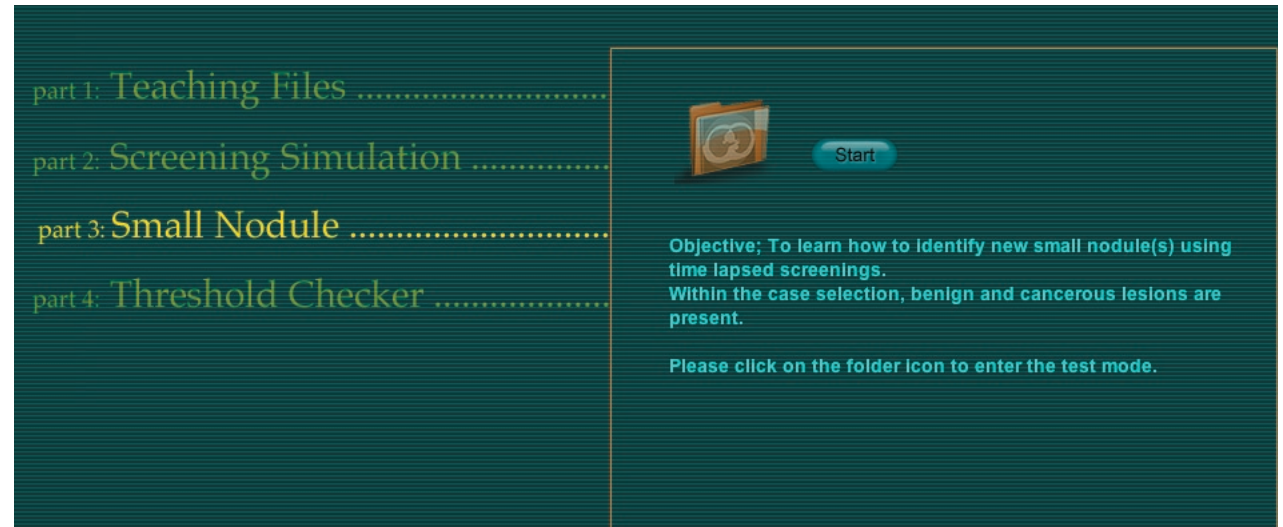 part 1: Teaching Files ...........................
part 2: Screening Simulation ...............
part 3: Small Nodule ............................
part 4: Threshold Checker ...................
Start
Objective; To learn how to identify new small nodule(s) using
time lapsed screenings.
Within the case selection, benign and cancerous lesions are
present.
Please click on the folder icon to enter the test mode.